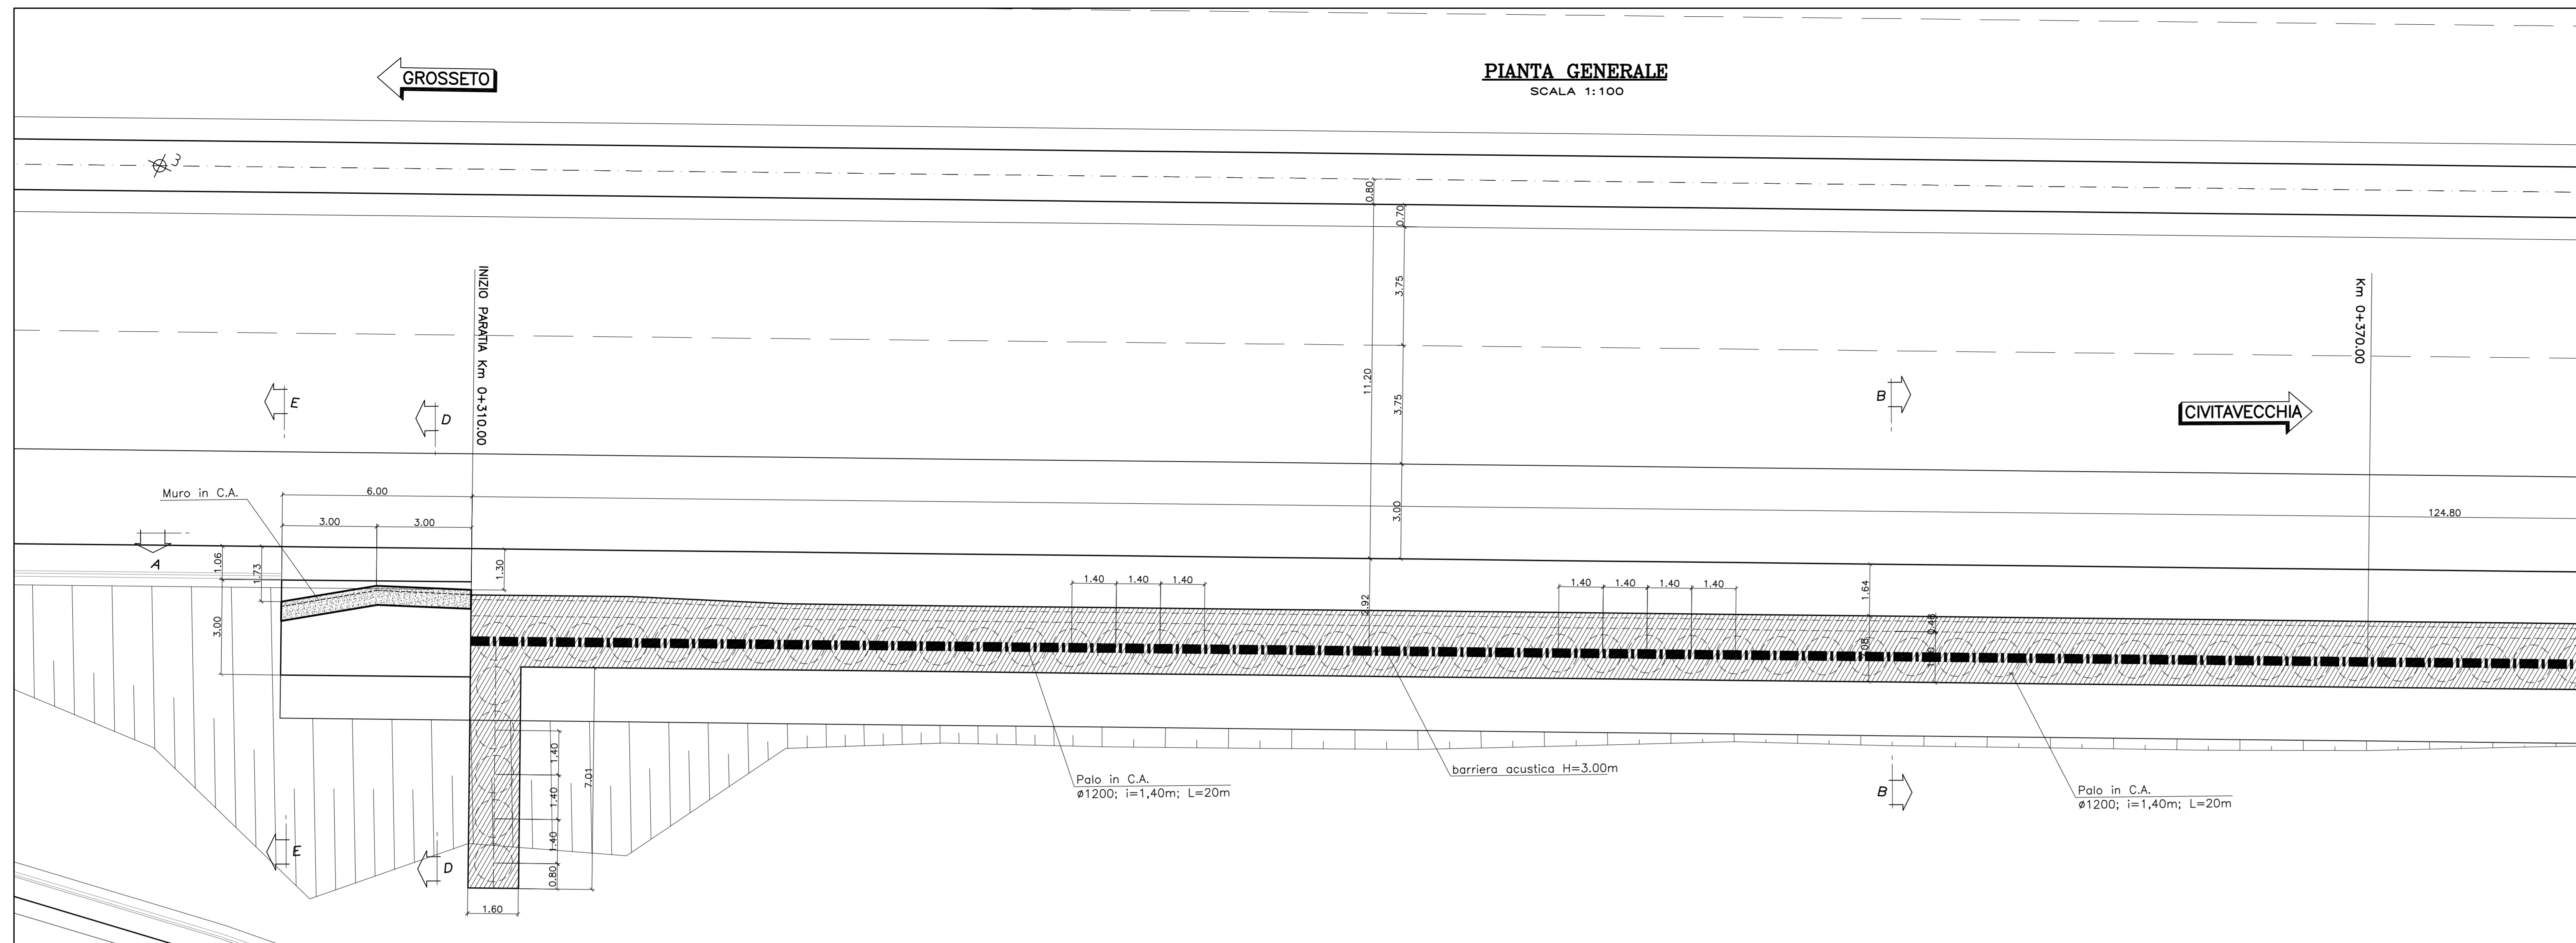 PIANTA GENERALE
SCALA 1:100
GROSSETO
3
0.80
0.70
3.75
11.20
3.75
3.00
INIZIO PARATIA Km 0+310.00
Km 0+370.00
E
D
B
CIVITAVECCHIA
Muro in C.A.
6.00
3.00
3.00
124.80
A
1.06
1.73
1.30
3.00
1.40
1.40
1.40
2.92
1.40
1.40
1.40
1.40
1.64
0.48
1.40
1.40
1.40
0.80
7.01
1.60
Palo in C.A.
ø1200; i=1,40m; L=20m
barriera acustica H=3.00m
B
Palo in C.A.
ø1200; i=1,40m; L=20m
E
D